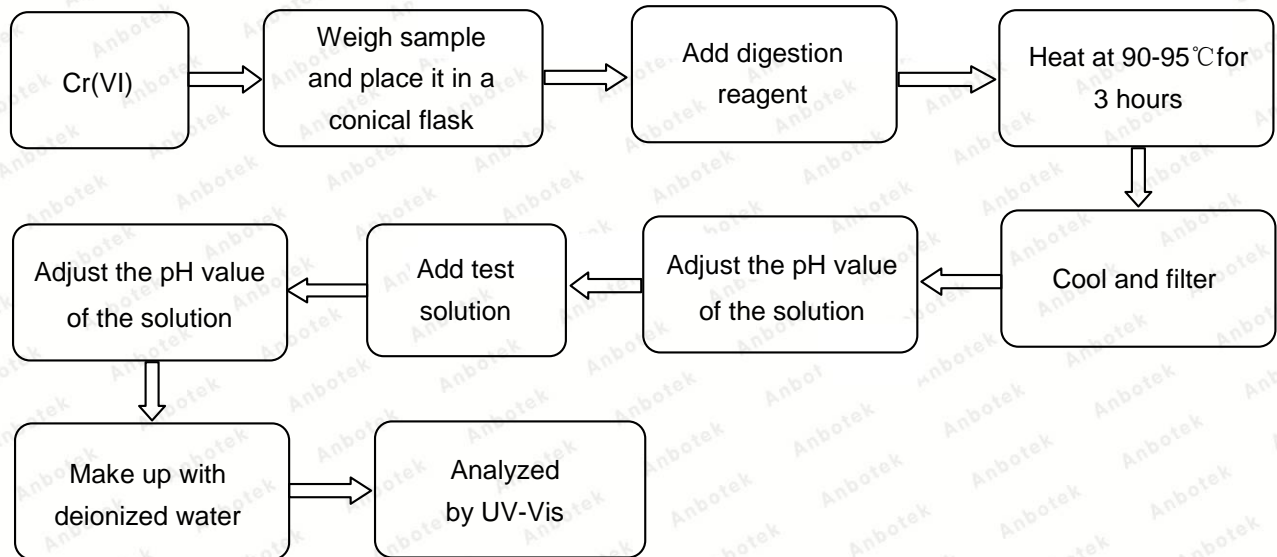 Cr(VI)
Weigh sample
and place it in a
conical flask
Add digestion
reagent
Heat at 90-95℃for
3 hours
Cool and filter
Adjust the pH value
of the solution
Add test
solution
Adjust the pH value
of the solution
Make up with
deionized water
Analyzed
by UV-Vis
Anbotek